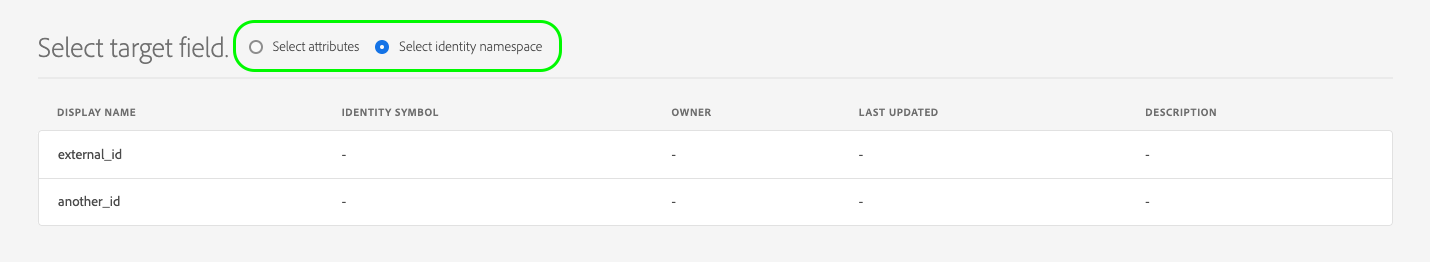 Select target field. Select attributes Select identity namespace
DISPLAY NAME IDENTITY SYMBOL OWNER LAST UPDATED DESCRIPTION
external_id - - - -
another_id - - - -